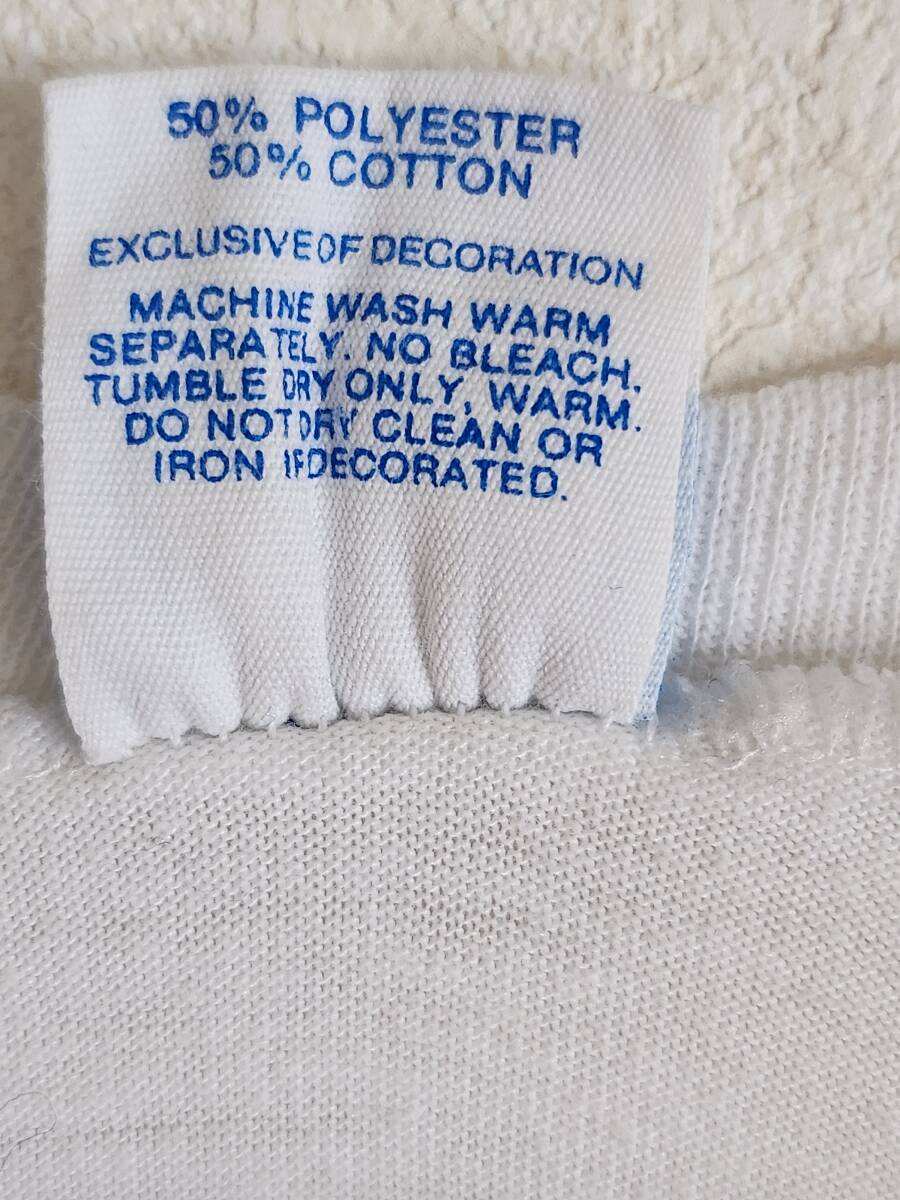 50% POLYESTER
50% COTTON
EXCLUSIVE OF DECORATION
MACHINE WASH WARM
SEPARATELY. NO BLEACH.
TUMBLE DRY ONLY, WARM.
DO NOT DRY CLEAN OR
IRON IF DECORATED.